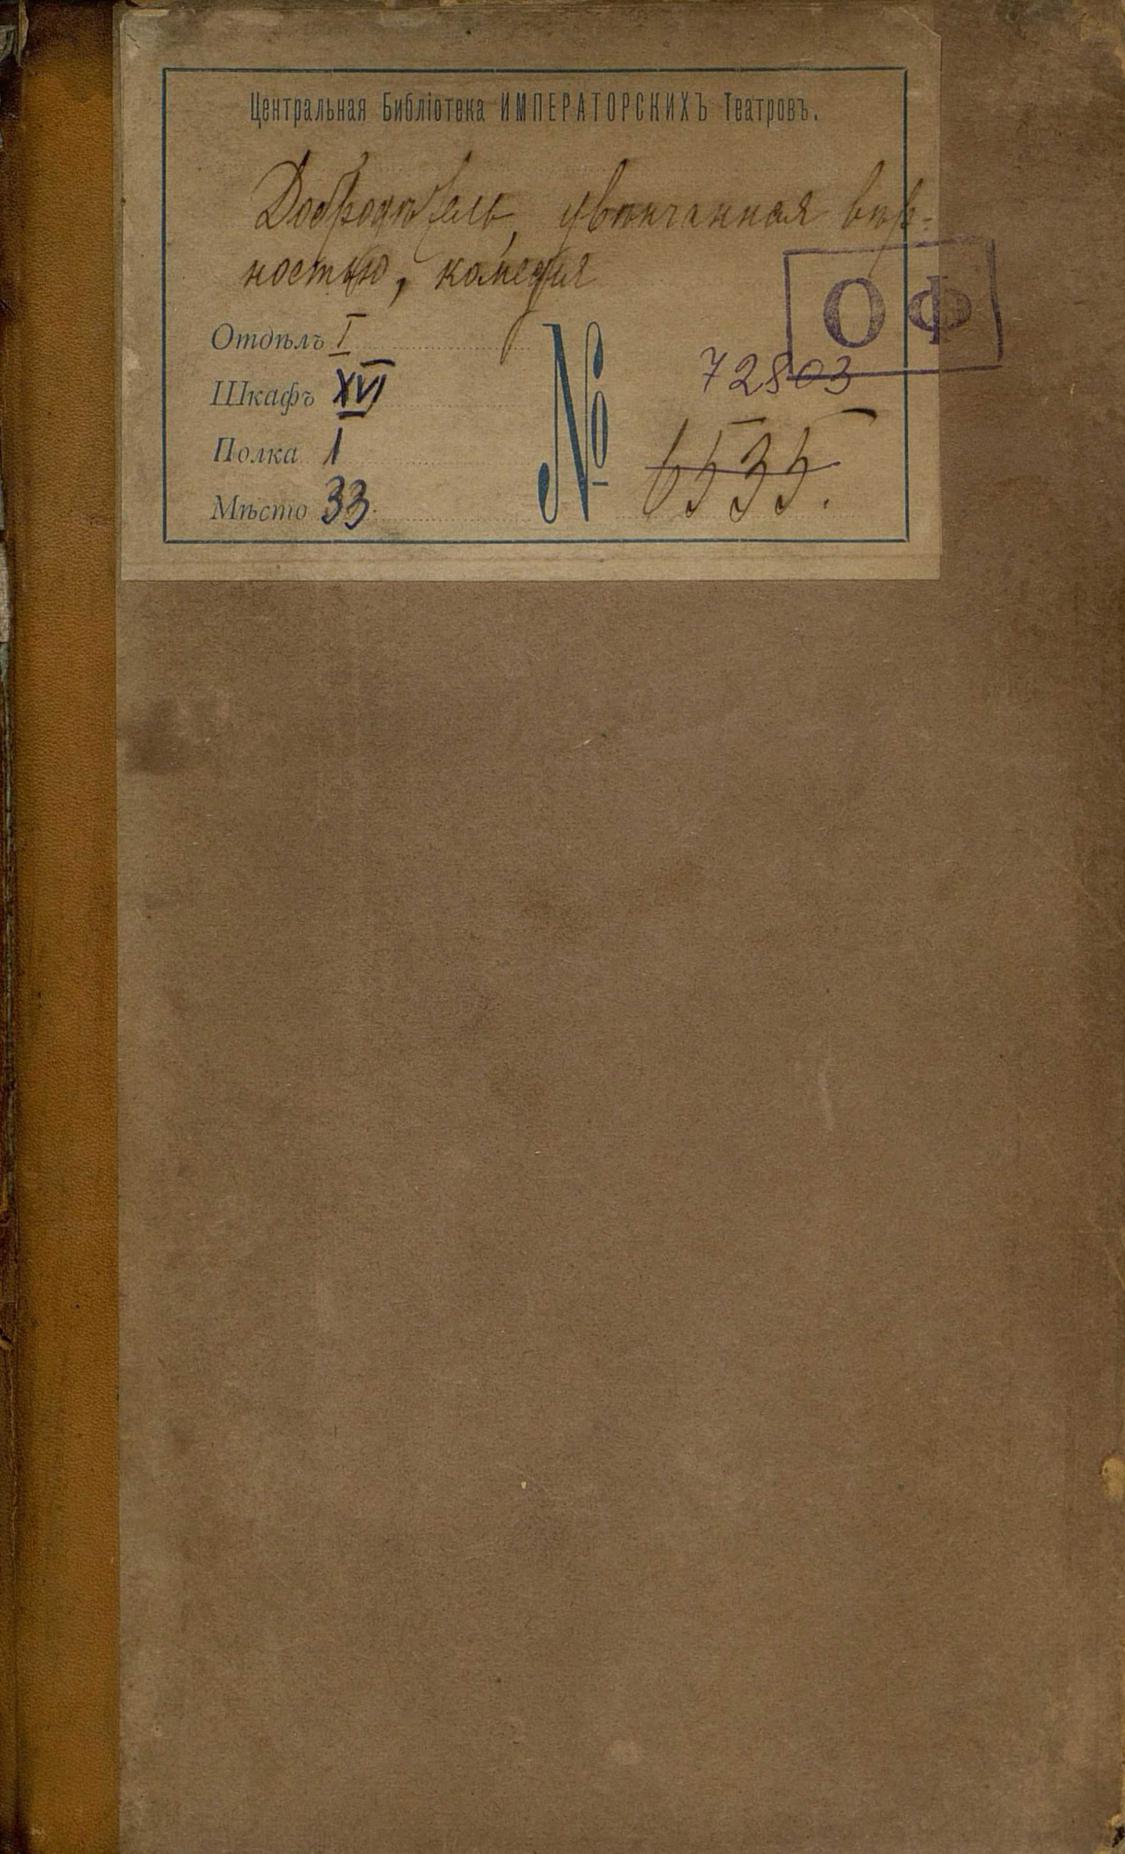 Центральная Библіотека ИМПЕРАТОРСКИХЪ Театровъ.
Добродѣтель, увѣнчанная вѣр-
ностью, комедия
ОФ
Отдѣлъ I
Шкафъ XVI
Полка 1
Мѣсто 33
№
72803
6535.